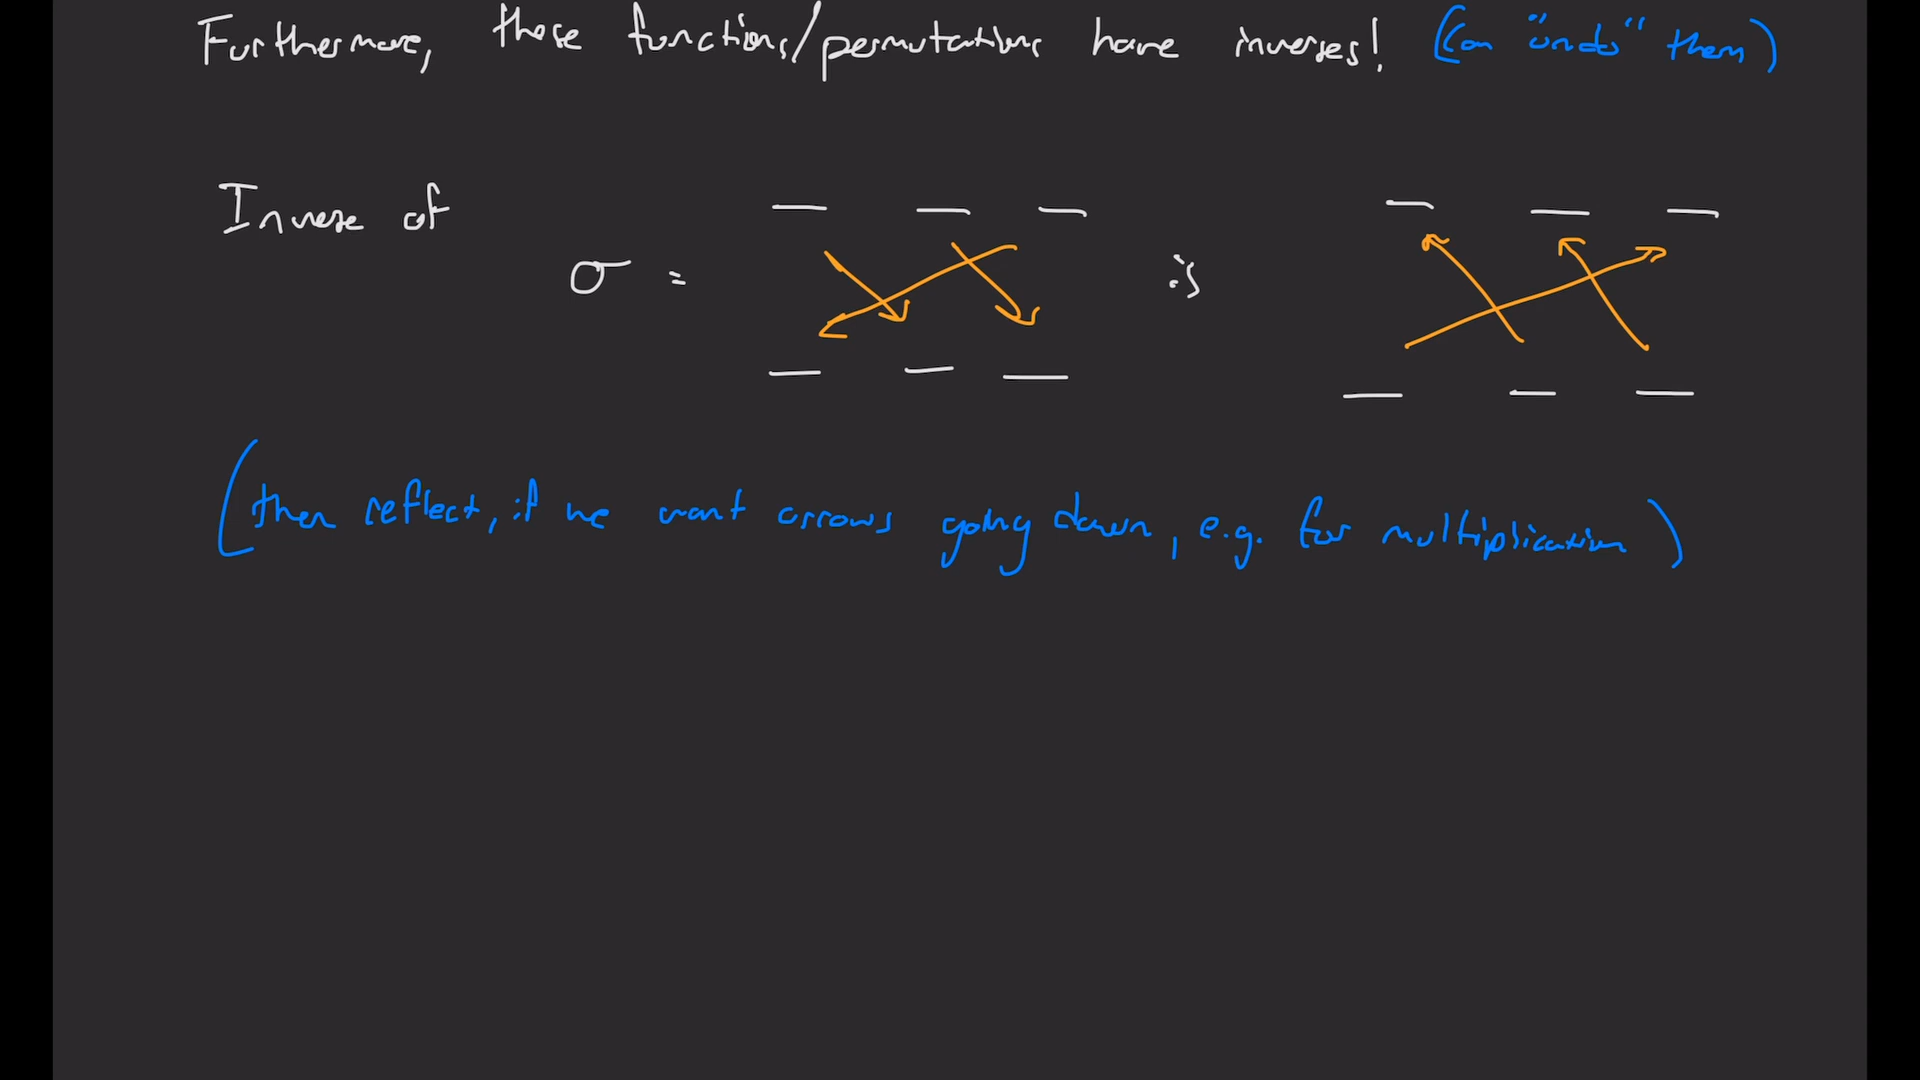 Furthermore, these functions/permutations have inverses! (Can "undo" them)
Inverse of
σ = is
(then reflect, if we want arrows going down, e.g. for multiplication)